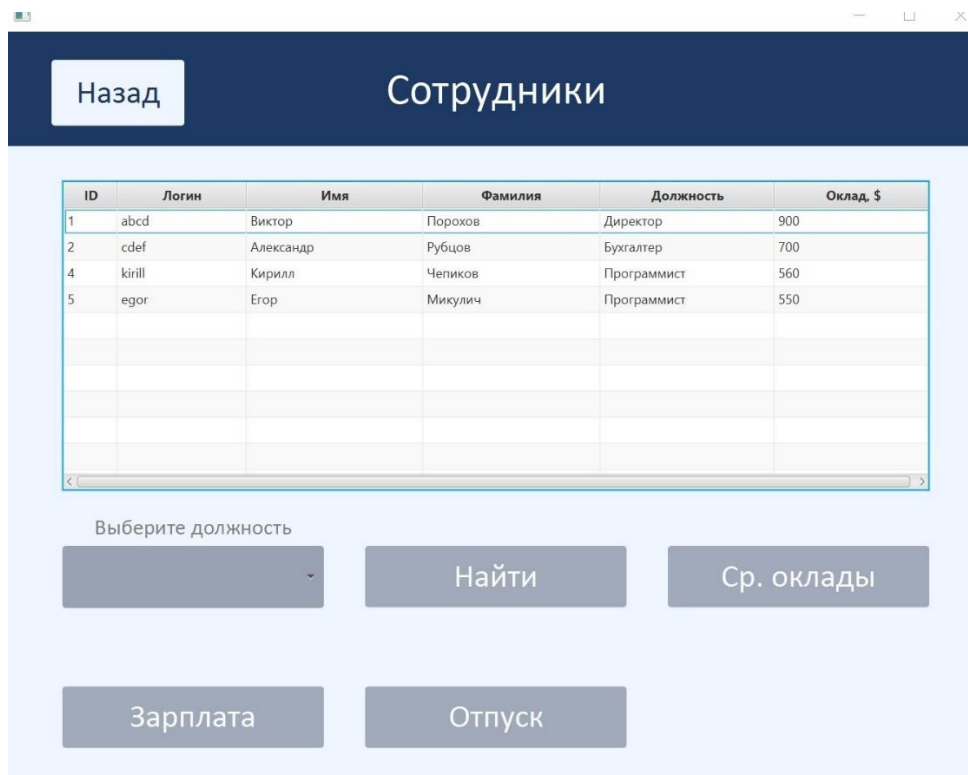 Назад
Сотрудники
ID Логин Имя Фамилия Должность Оклад, $
1 abcd Виктор Порохов Директор 900
2 cdef Александр Рубцов Бухгалтер 700
4 kirill Кирилл Чепиков Программист 560
5 egor Егор Микулич Программист 550
Выберите должность
Найти
Ср. оклады
Зарплата
Отпуск